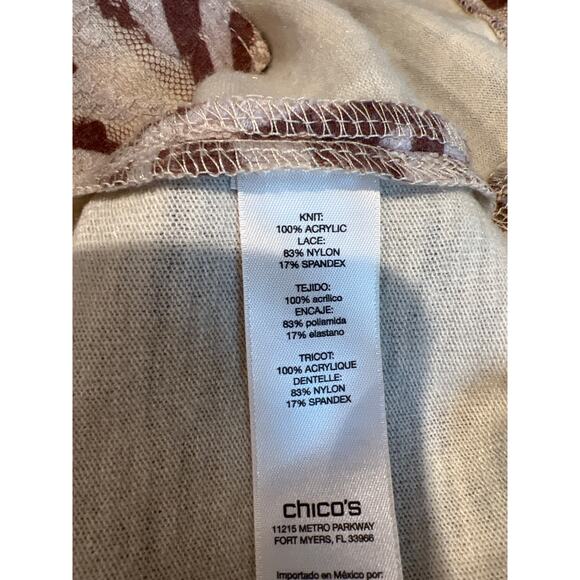 KNIT:
100% ACRYLIC
LACE:
83% NYLON
17% SPANDEX
TEJIDO:
100% acrílico
ENCAJE:
83% poliamida
17% elastano
TRICOT:
100% ACRYLIQUE
DENTELLE:
83% NYLON
17% SPANDEX
chico's
11215 METRO PARKWAY
FORT MYERS, FL 33966
Importado en México por: